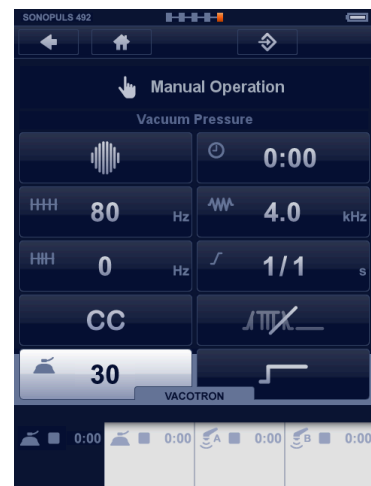 SONOPULS 492
Manual Operation
Vacuum Pressure
0:00
80 Hz 4.0 kHz
0 Hz 1/1 s
CC
30
VACOTRON
0:00 0:00 A 0:00 B 0:00